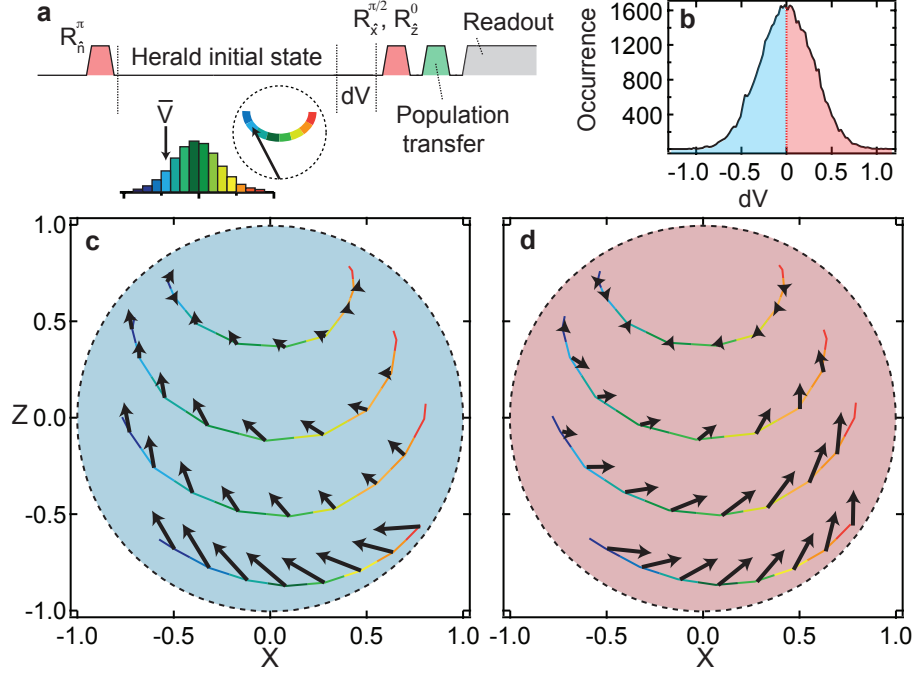 a
R^π_n̂
Herald initial state
dV
R^{π/2}_x̂, R^0_ẑ
Readout
Population
transfer
V̄
b
Occurrence
1600
1200
800
400
-1.0
-0.5
0
0.5
1.0
dV
c
Z
1.0
0.5
0.0
-0.5
-1.0
-1.0
-0.5
0.0
0.5
1.0
X
d
-1.0
-0.5
0.0
0.5
1.0
X